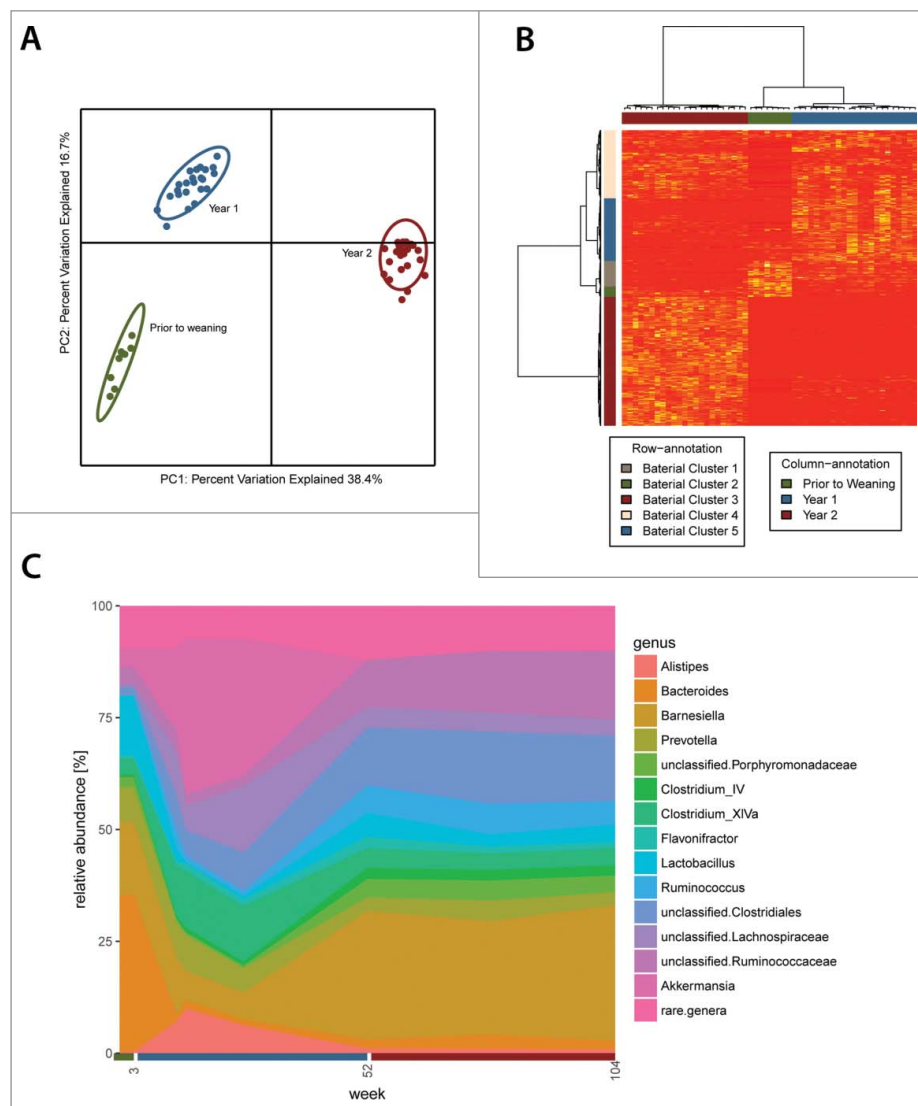 A
PC2: Percent Variation Explained 16.7%
Year 1
Year 2
Prior to weaning
PC1: Percent Variation Explained 38.4%
B
Row-annotation
Baterial Cluster 1
Baterial Cluster 2
Baterial Cluster 3
Baterial Cluster 4
Baterial Cluster 5
Column-annotation
Prior to Weaning
Year 1
Year 2
C
relative abundance [%]
100
75
50
25
0
3
52
104
week
genus
Alistipes
Bacteroides
Barnesiella
Prevotella
unclassified.Porphyromonadaceae
Clostridium_IV
Clostridium_XIVa
Flavonifractor
Lactobacillus
Ruminococcus
unclassified.Clostridiales
unclassified.Lachnospiraceae
unclassified.Ruminococcaceae
Akkermansia
rare.genera